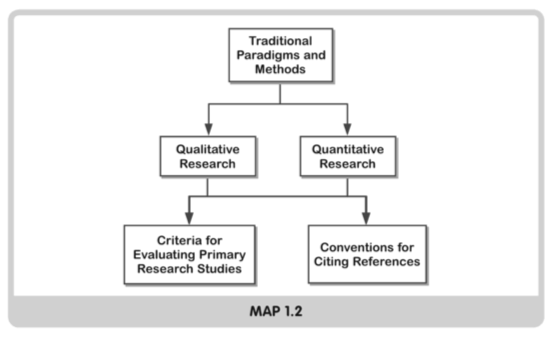 Traditional
Paradigms and
Methods
Qualitative
Research
Quantitative
Research
Criteria for
Evaluating Primary
Research Studies
Conventions for
Citing References
MAP 1.2